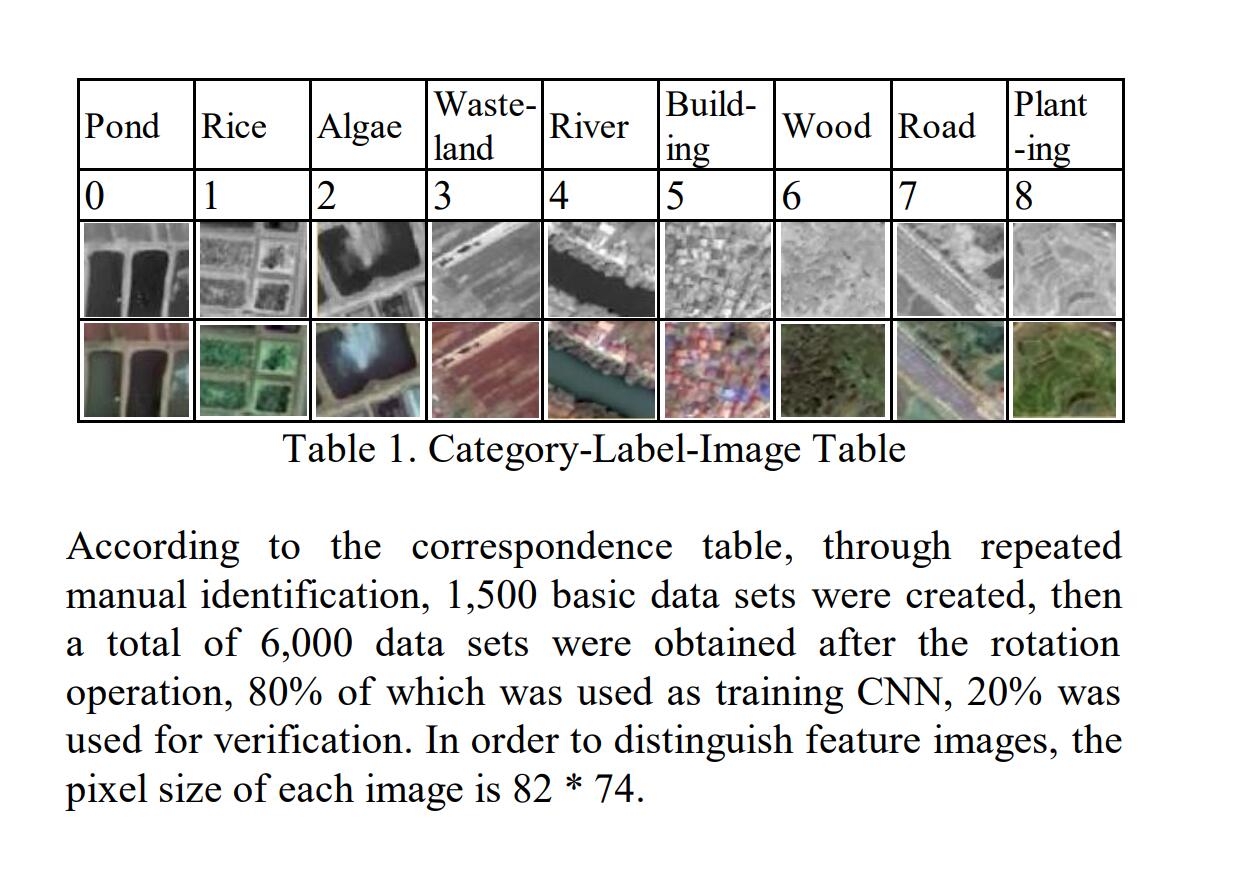 Pond Rice Algae Waste-land River Build-ing Wood Road Plant-ing
0 1 2 3 4 5 6 7 8
Table 1. Category-Label-Image Table
According to the correspondence table, through repeated
manual identification, 1,500 basic data sets were created, then
a total of 6,000 data sets were obtained after the rotation
operation, 80% of which was used as training CNN, 20% was
used for verification. In order to distinguish feature images, the
pixel size of each image is 82 * 74.